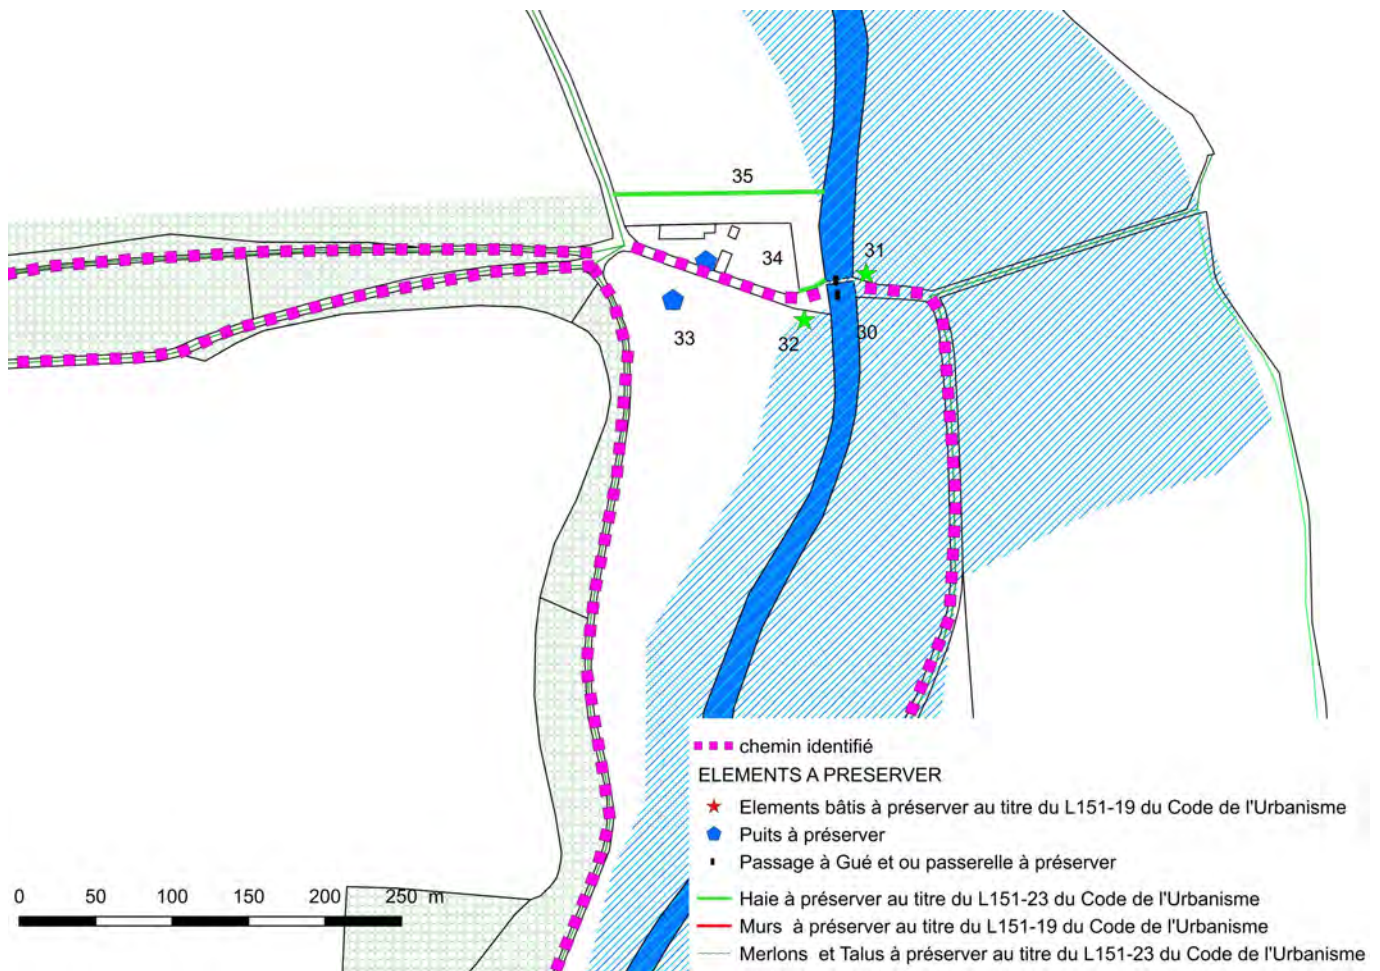 35
34
31
33
32
30
chemin identifié
ELEMENTS A PRESERVER
Elements bâtis à préserver au titre du L151-19 du Code de l'Urbanisme
Puits à préserver
Passage à Gué et ou passerelle à préserver
Haie à préserver au titre du L151-23 du Code de l'Urbanisme
Murs à préserver au titre du L151-19 du Code de l'Urbanisme
Merlons et Talus à préserver au titre du L151-23 du Code de l'Urbanisme
0 50 100 150 200 250 m